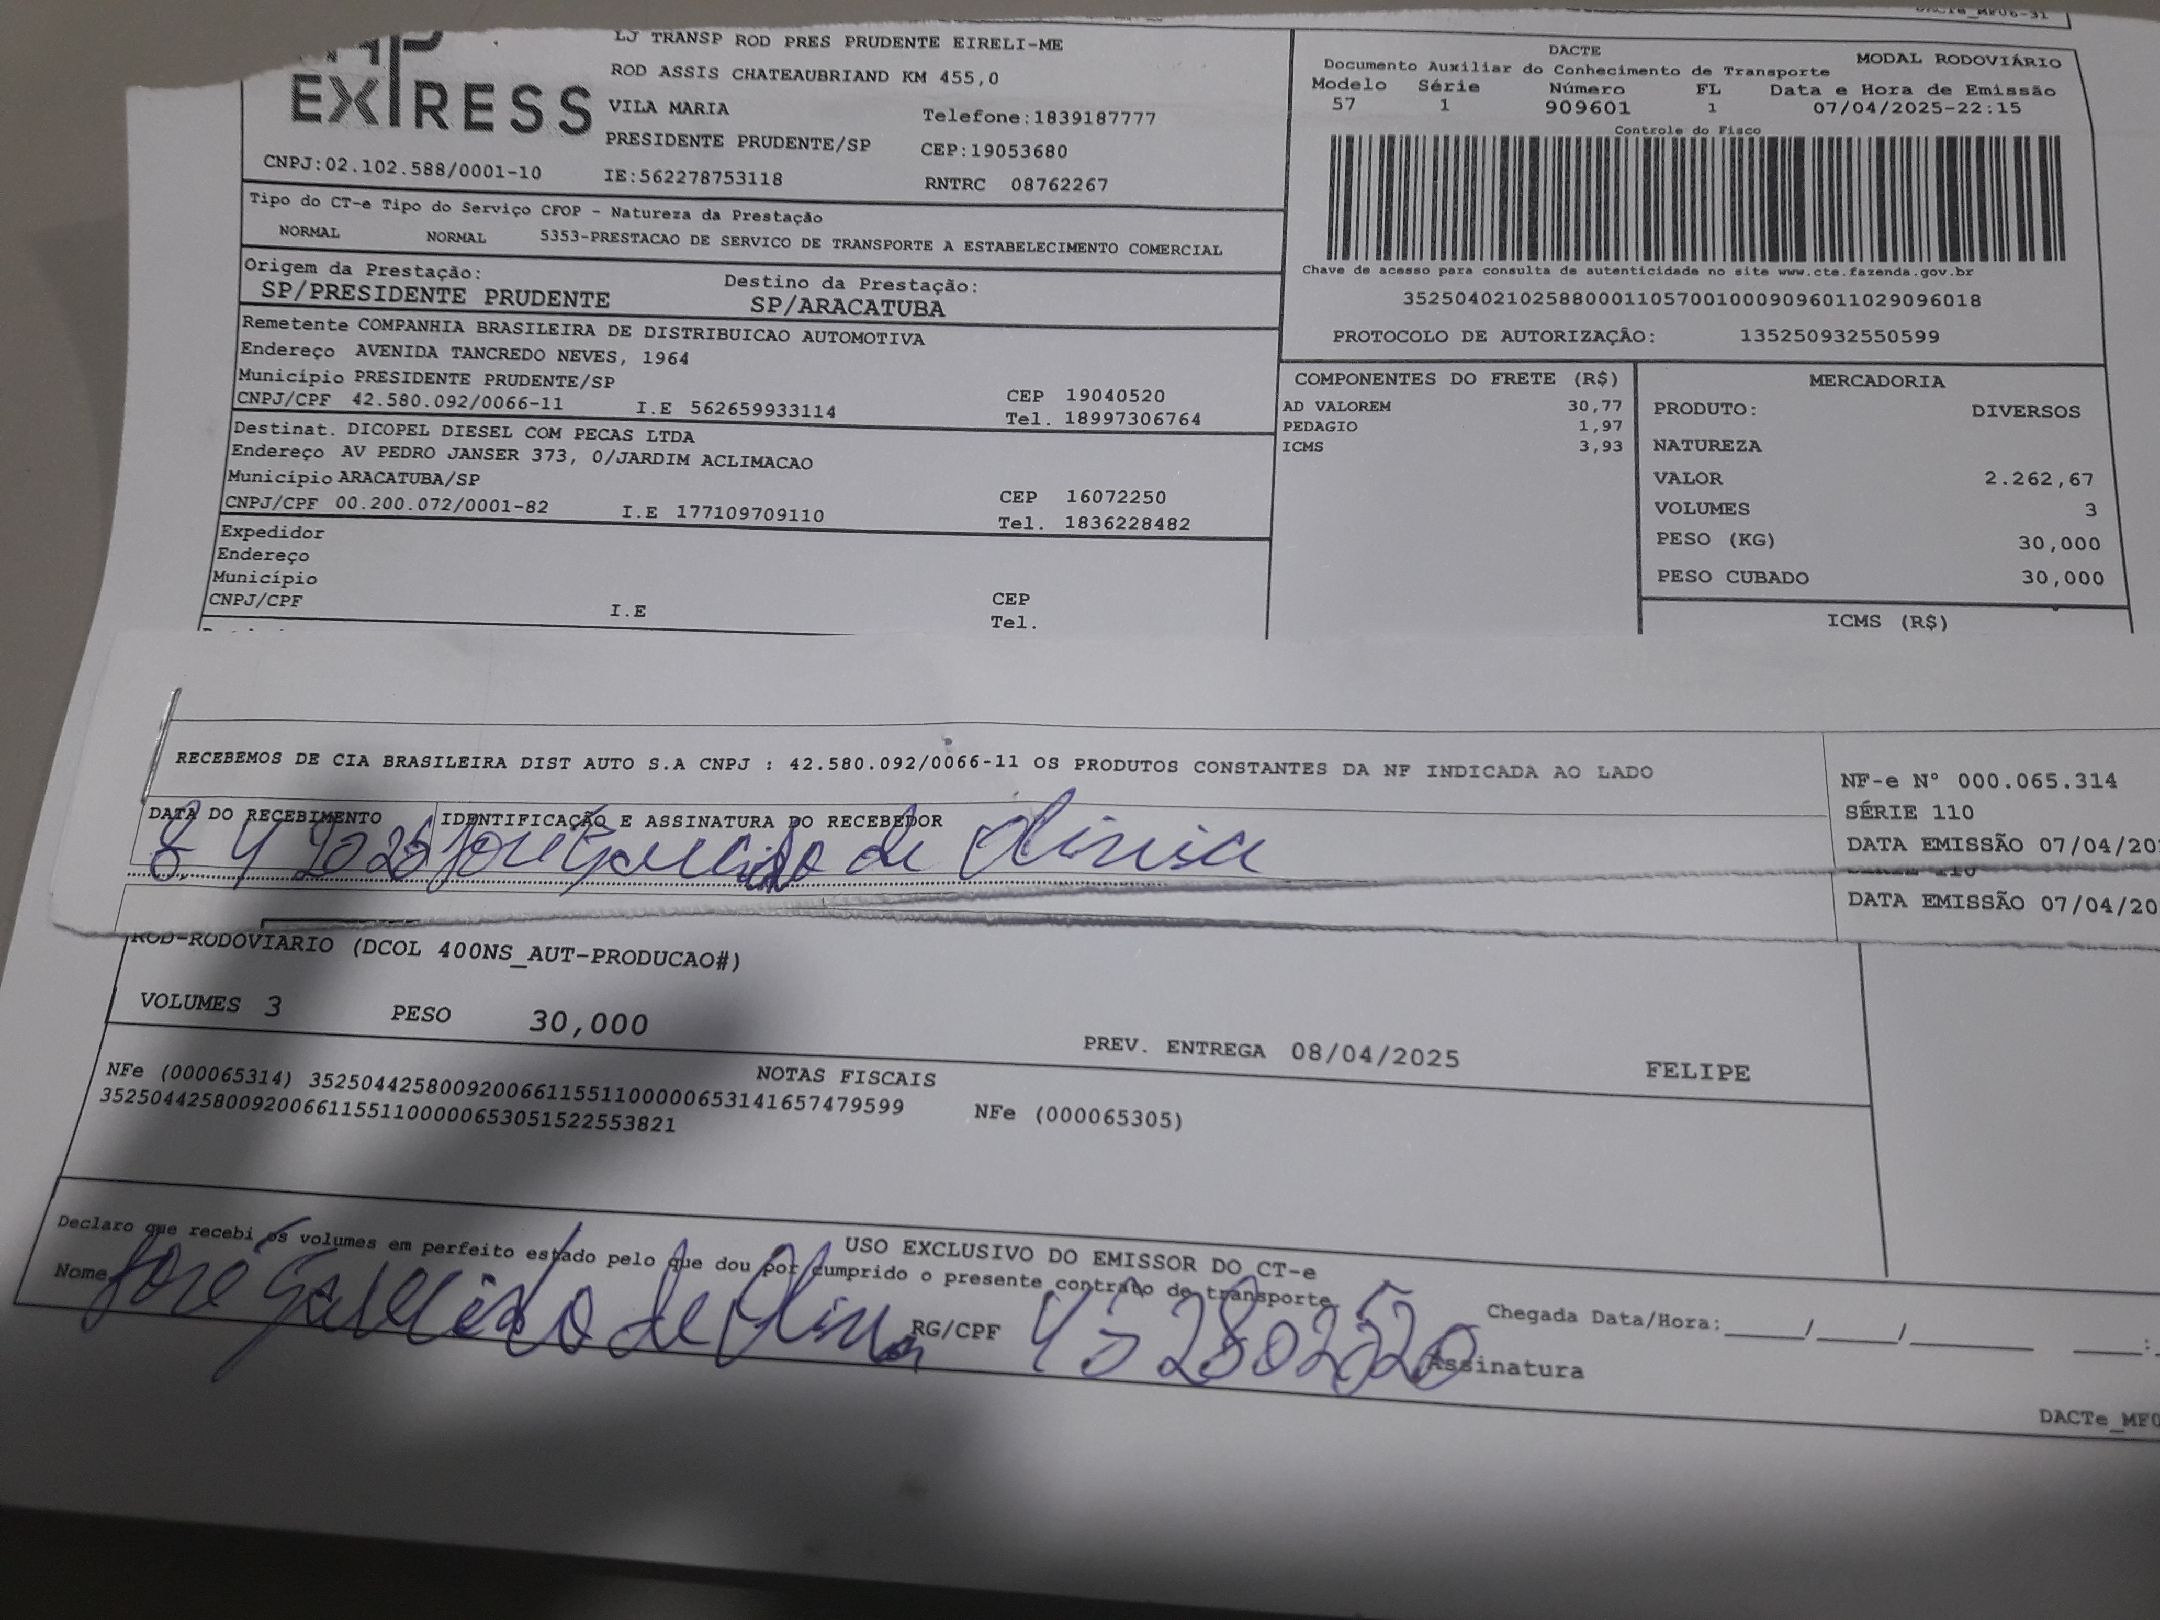 EXPRESS
LJ TRANSP ROD PRES PRUDENTE EIRELI-ME
ROD ASSIS CHATEAUBRIAND KM 455,0
VILA MARIA
Telefone:1839187777
PRESIDENTE PRUDENTE/SP
CEP:19053680
CNPJ:02.102.588/0001-10
IE:562278753118
RNTRC 08762267
DACTE
MODAL RODOVIÁRIO
Documento Auxiliar do Conhecimento de Transporte
Modelo Série Número FL Data e Hora de Emissão
57 1 909601 1 07/04/2025-22:15
Controle do Fisco
Chave de acesso para consulta de autenticidade no site www.cte.fazenda.gov.br
35250402102588000110570010009096011029096018
PROTOCOLO DE AUTORIZAÇÃO: 135250932550599
Tipo do CT-e Tipo do Serviço CFOP - Natureza da Prestação
NORMAL NORMAL 5353-PRESTACAO DE SERVICO DE TRANSPORTE A ESTABELECIMENTO COMERCIAL
Origem da Prestação: Destino da Prestação:
SP/PRESIDENTE PRUDENTE SP/ARACATUBA
Remetente COMPANHIA BRASILEIRA DE DISTRIBUICAO AUTOMOTIVA
Endereço AVENIDA TANCREDO NEVES, 1964
Município PRESIDENTE PRUDENTE/SP CEP 19040520
CNPJ/CPF 42.580.092/0066-11 I.E 562659933114 Tel. 18997306764
Destinat. DICOPEL DIESEL COM PECAS LTDA
Endereço AV PEDRO JANSER 373, 0/JARDIM ACLIMACAO
Município ARACATUBA/SP CEP 16072250
CNPJ/CPF 00.200.072/0001-82 I.E 177109709110 Tel. 1836228482
Expedidor
Endereço
Município CEP
CNPJ/CPF I.E Tel.
COMPONENTES DO FRETE (R$)
AD VALOREM 30,77
PEDAGIO 1,97
ICMS 3,93
MERCADORIA
PRODUTO: DIVERSOS
NATUREZA
VALOR 2.262,67
VOLUMES 3
PESO (KG) 30,000
PESO CUBADO 30,000
ICMS (R$)
RECEBEMOS DE CIA BRASILEIRA DIST AUTO S.A CNPJ : 42.580.092/0066-11 OS PRODUTOS CONSTANTES DA NF INDICADA AO LADO
NF-e N° 000.065.314
SÉRIE 110
DATA EMISSÃO 07/04/20
DATA DO RECEBIMENTO IDENTIFICAÇÃO E ASSINATURA DO RECEBEDOR
8 4 2025 José de
DATA EMISSÃO 07/04/20
ROD-RODOVIARIO (DCOL 400NS_AUT-PRODUCAO#)
VOLUMES 3 PESO 30,000
PREV. ENTREGA 08/04/2025 FELIPE
NOTAS FISCAIS
NFe (000065314) 35250442580092006611551100000653141657479599 NFe (000065305)
35250442580092006611551100000653051522553821
USO EXCLUSIVO DO EMISSOR DO CT-e
Declaro que recebi os volumes em perfeito estado pelo que dou por cumprido o presente contrato de transporte.
Nome José de RG/CPF
Chegada Data/Hora:_____/_____/_______ ____:
Assinatura